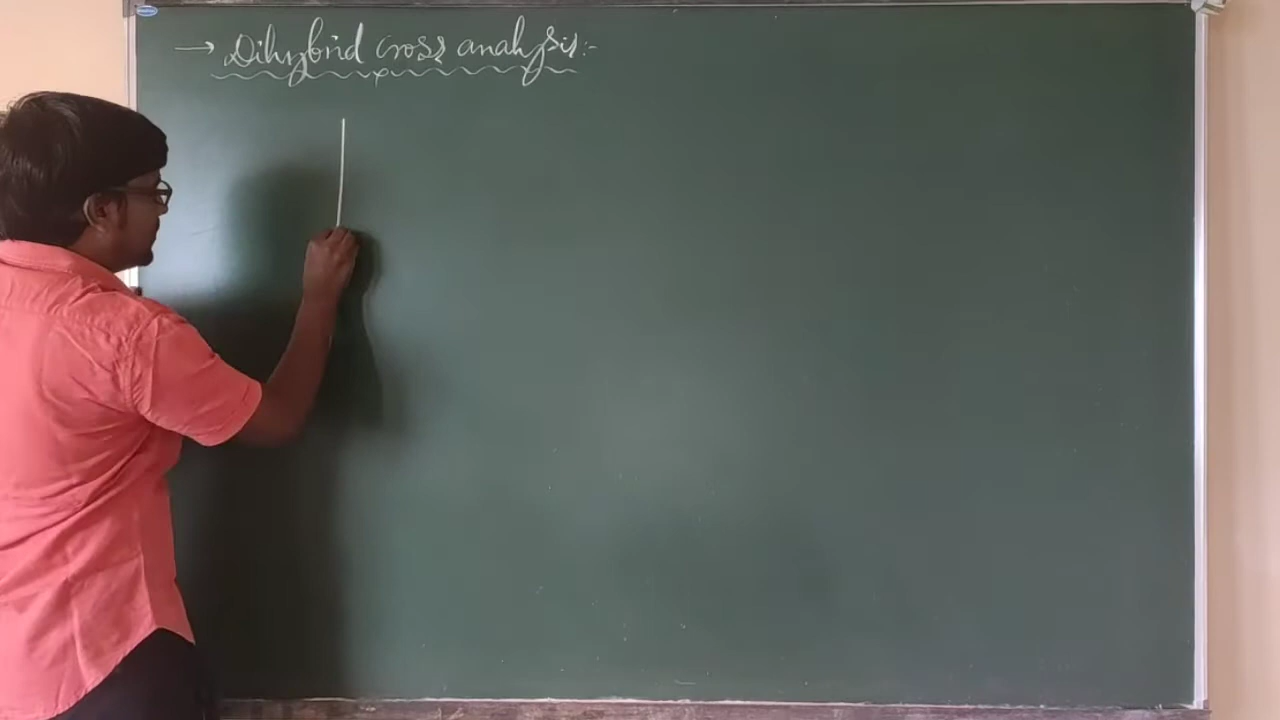 → Dihybrid cross analysis:-